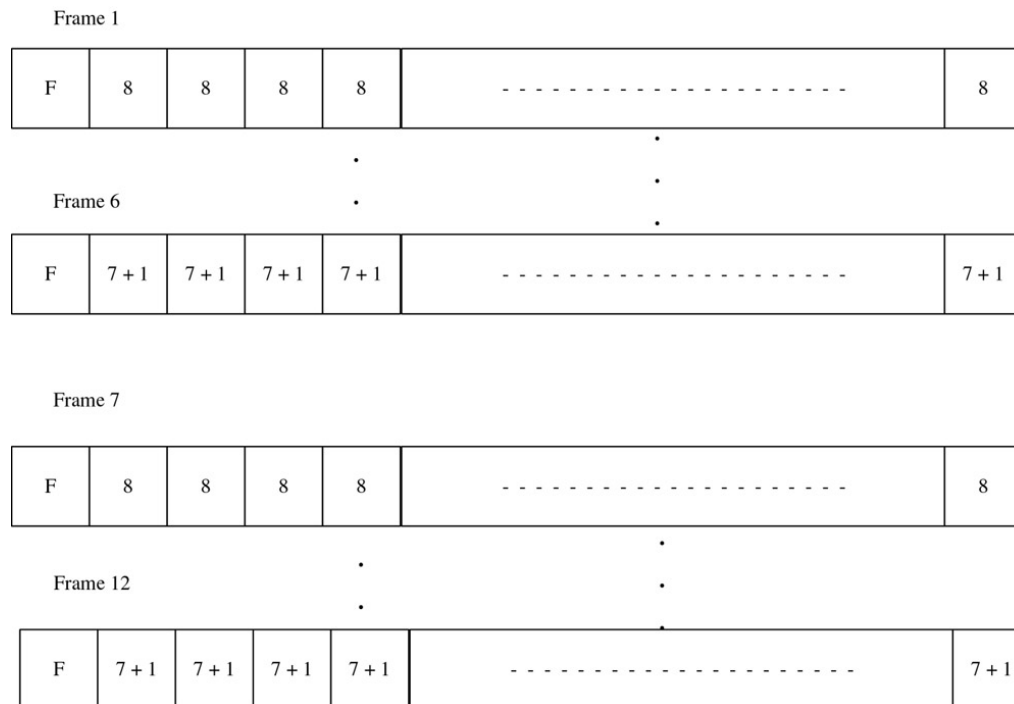 Frame 1
F 8 8 8 8 - - - - - - - - - - - - - - - - - - - - - 8
Frame 6
F 7 + 1 7 + 1 7 + 1 7 + 1 - - - - - - - - - - - - - - - - - - - - - 7 + 1
Frame 7
F 8 8 8 8 - - - - - - - - - - - - - - - - - - - - - 8
Frame 12
F 7 + 1 7 + 1 7 + 1 7 + 1 - - - - - - - - - - - - - - - - - - - - - 7 + 1